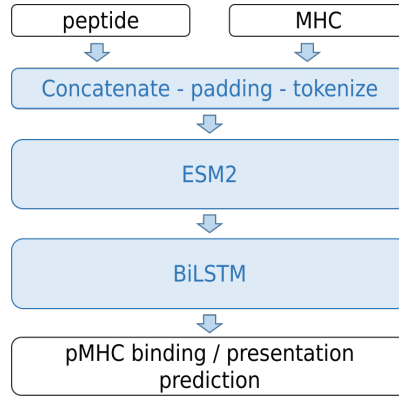 peptide MHC
Concatenate - padding - tokenize
ESM2
BiLSTM
pMHC binding / presentation
prediction